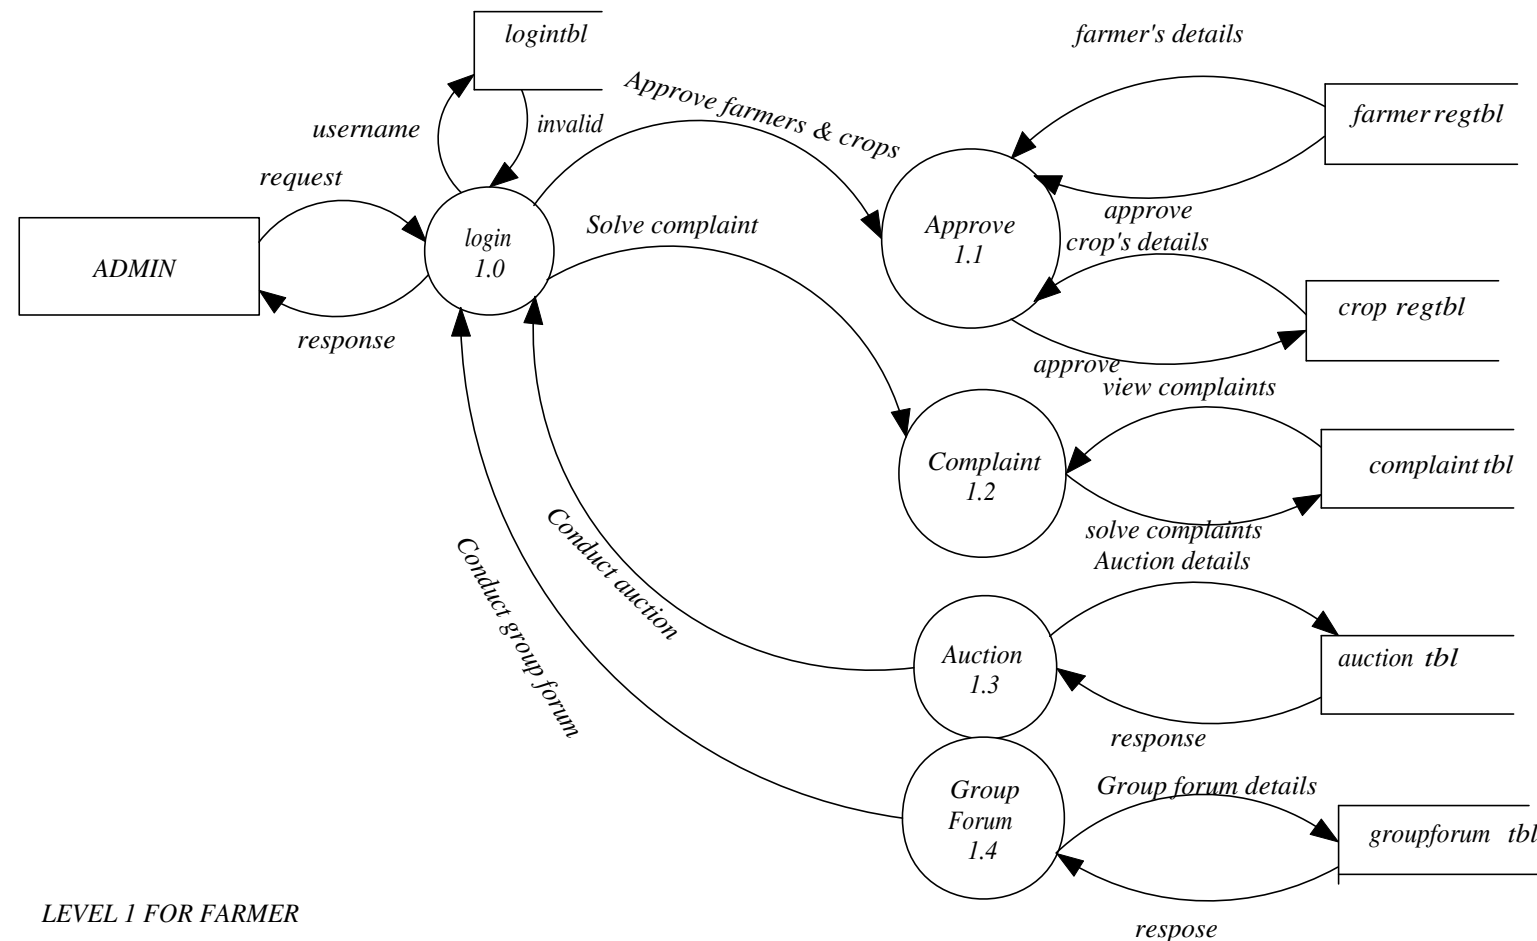 logintbl
farmer's details
Approve farmers & crops
farmer regtbl
username
invalid
request
Solve complaint
approve
Approve
1.1
crop's details
login
1.0
ADMIN
crop regtbl
response
approve
view complaints
Complaint
1.2
complaint tbl
solve complaints
Auction details
Conduct auction
Conduct group forum
Auction
1.3
auction tbl
response
Group forum details
Group
Forum
1.4
groupforum tbl
LEVEL 1 FOR FARMER
respose